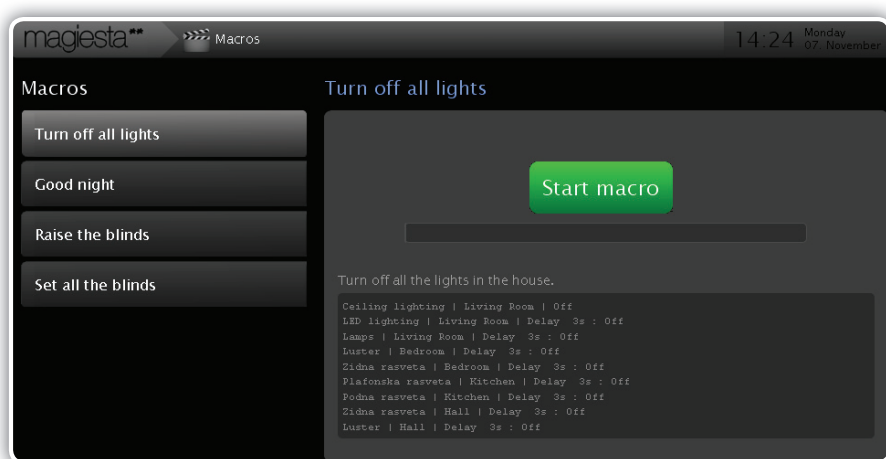 magiesta**
Macros
14:24
Monday
07. November
Macros
Turn off all lights
Good night
Raise the blinds
Set all the blinds
Turn off all lights
Start macro
Turn off all the lights in the house.
Ceiling lighting | Living Room | Off
LED lighting | Living Room | Delay 3s : Off
Lamps | Living Room | Delay 3s : Off
Luster | Bedroom | Delay 3s : Off
Zidna rasveta | Bedroom | Delay 3s : Off
Plafonska rasveta | Kitchen | Delay 3s : Off
Podna rasveta | Kitchen | Delay 3s : Off
Zidna rasveta | Hall | Delay 3s : Off
Luster | Hall | Delay 3s : Off